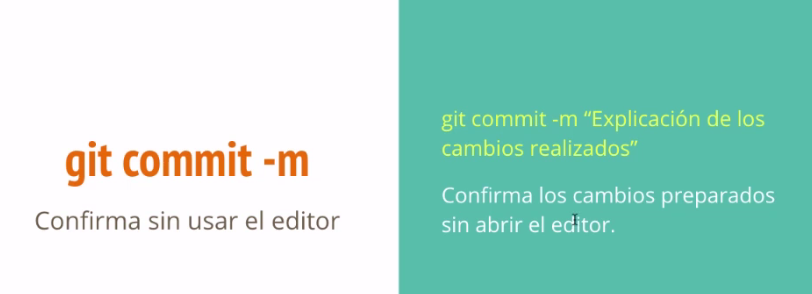 git commit -m
Confirma sin usar el editor
git commit -m “Explicación de los
cambios realizados”
Confirma los cambios preparados
sin abrir el editor.